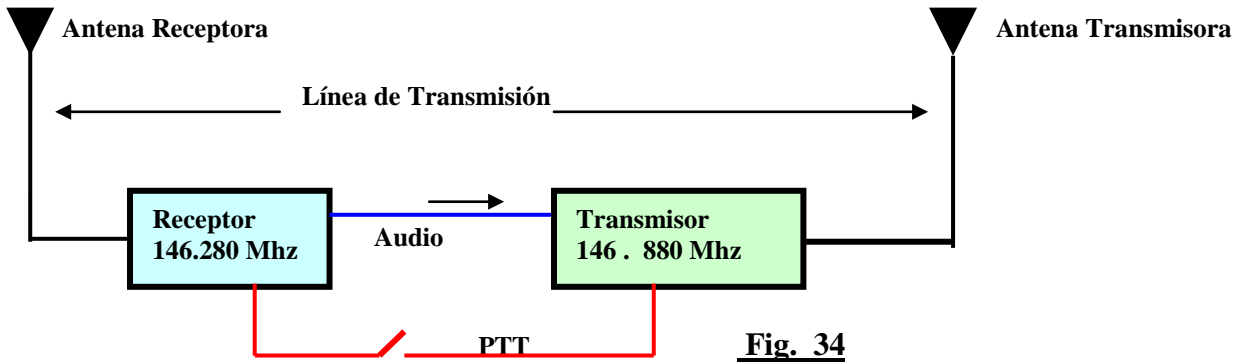 Antena Receptora
Antena Transmisora
Línea de Transmisión
Receptor
146.280 Mhz
Audio
Transmisor
146 . 880 Mhz
PTT
Fig. 34